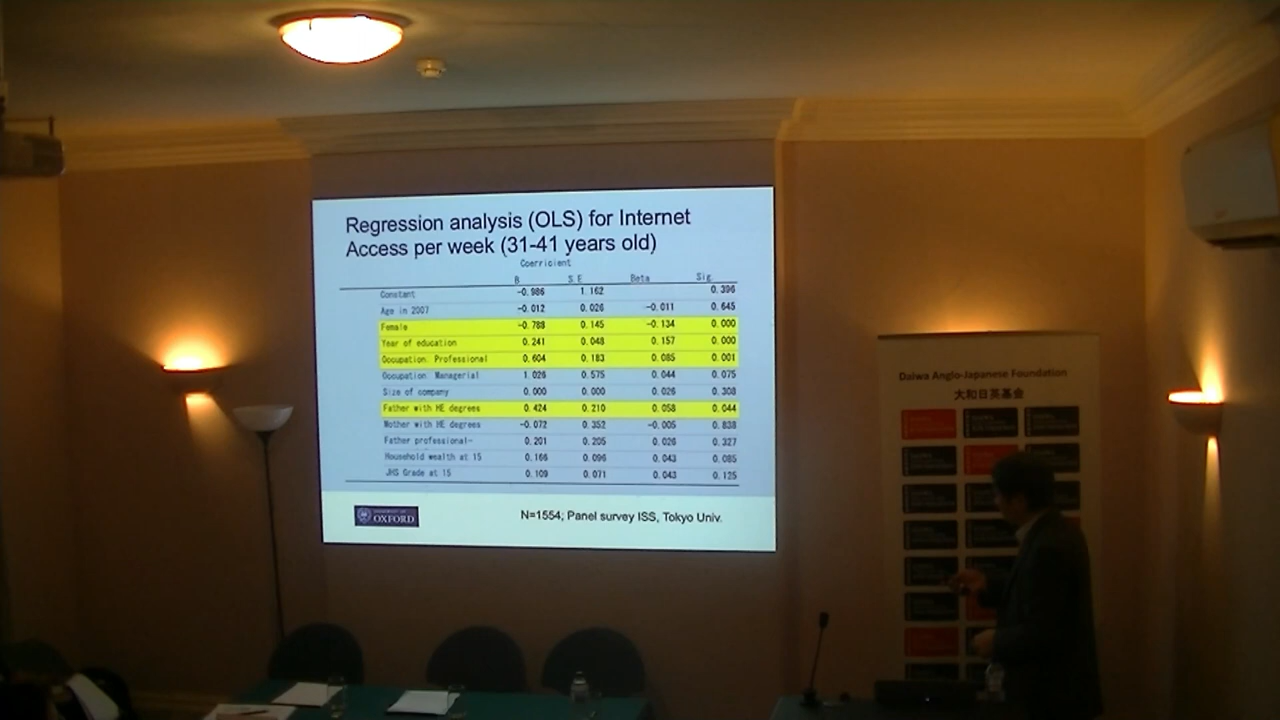 Regression analysis (OLS) for Internet
Access per week (31-41 years old)
Coerricient
B S.E Beta Sig.
Constant -0.986 1.162 0.396
Age in 2007 -0.012 0.026 -0.011 0.645
Female -0.788 0.145 -0.134 0.000
Year of education 0.241 0.048 0.157 0.000
Occupation. Professional 0.604 0.183 0.085 0.001
Occupation. Managerial 1.026 0.575 0.044 0.075
Size of company 0.000 0.000 0.026 0.308
Father with HE degrees 0.424 0.210 0.058 0.044
Mother with HE degrees -0.072 0.352 -0.005 0.838
Father professional- 0.201 0.205 0.026 0.327
Household wealth at 15 0.166 0.096 0.043 0.085
JHS Grade at 15 0.109 0.071 0.043 0.125
UNIVERSITY OF
OXFORD
N=1554; Panel survey ISS, Tokyo Univ.
Daiwa Anglo-Japanese Foundation
大和日英基金